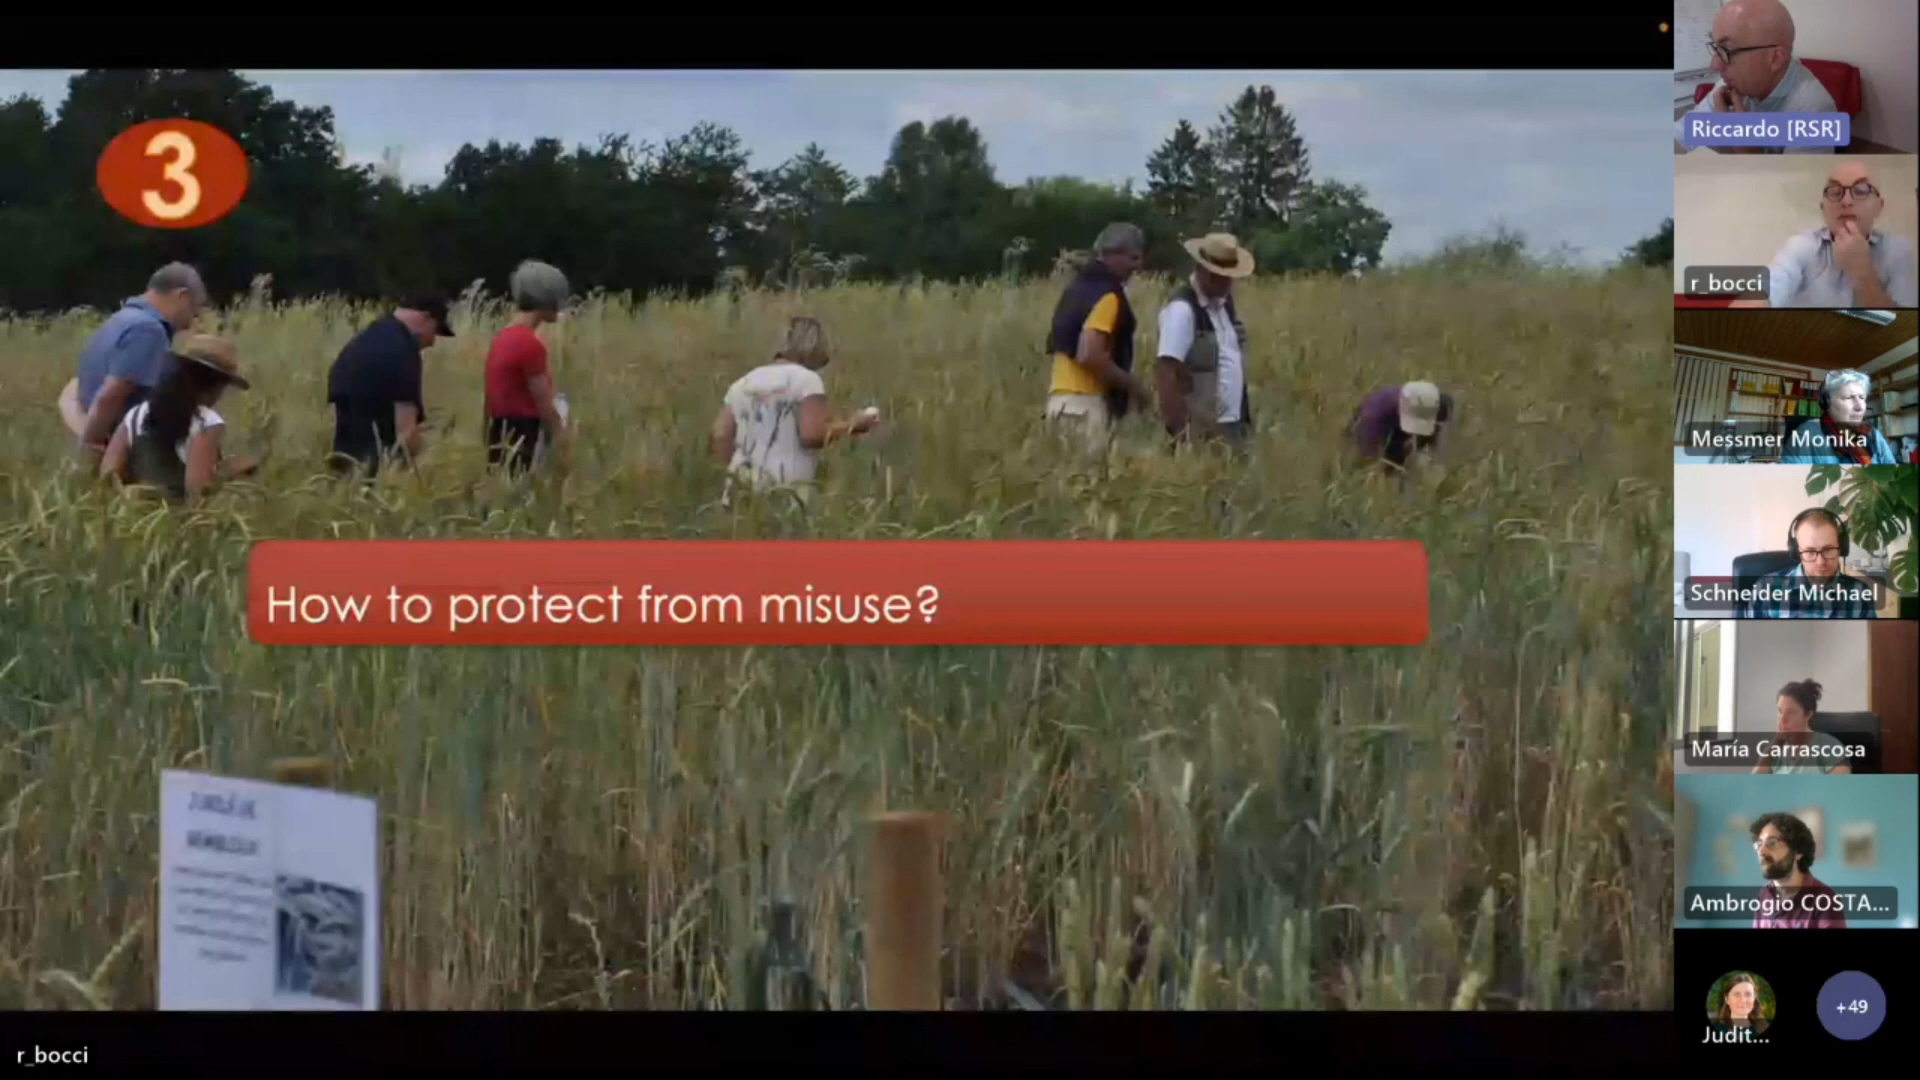 3
How to protect from misuse?
Riccardo [RSR]
r_bocci
Messmer Monika
Schneider Michael
María Carrascosa
Ambrogio COSTA...
Judit...
+49
r_bocci